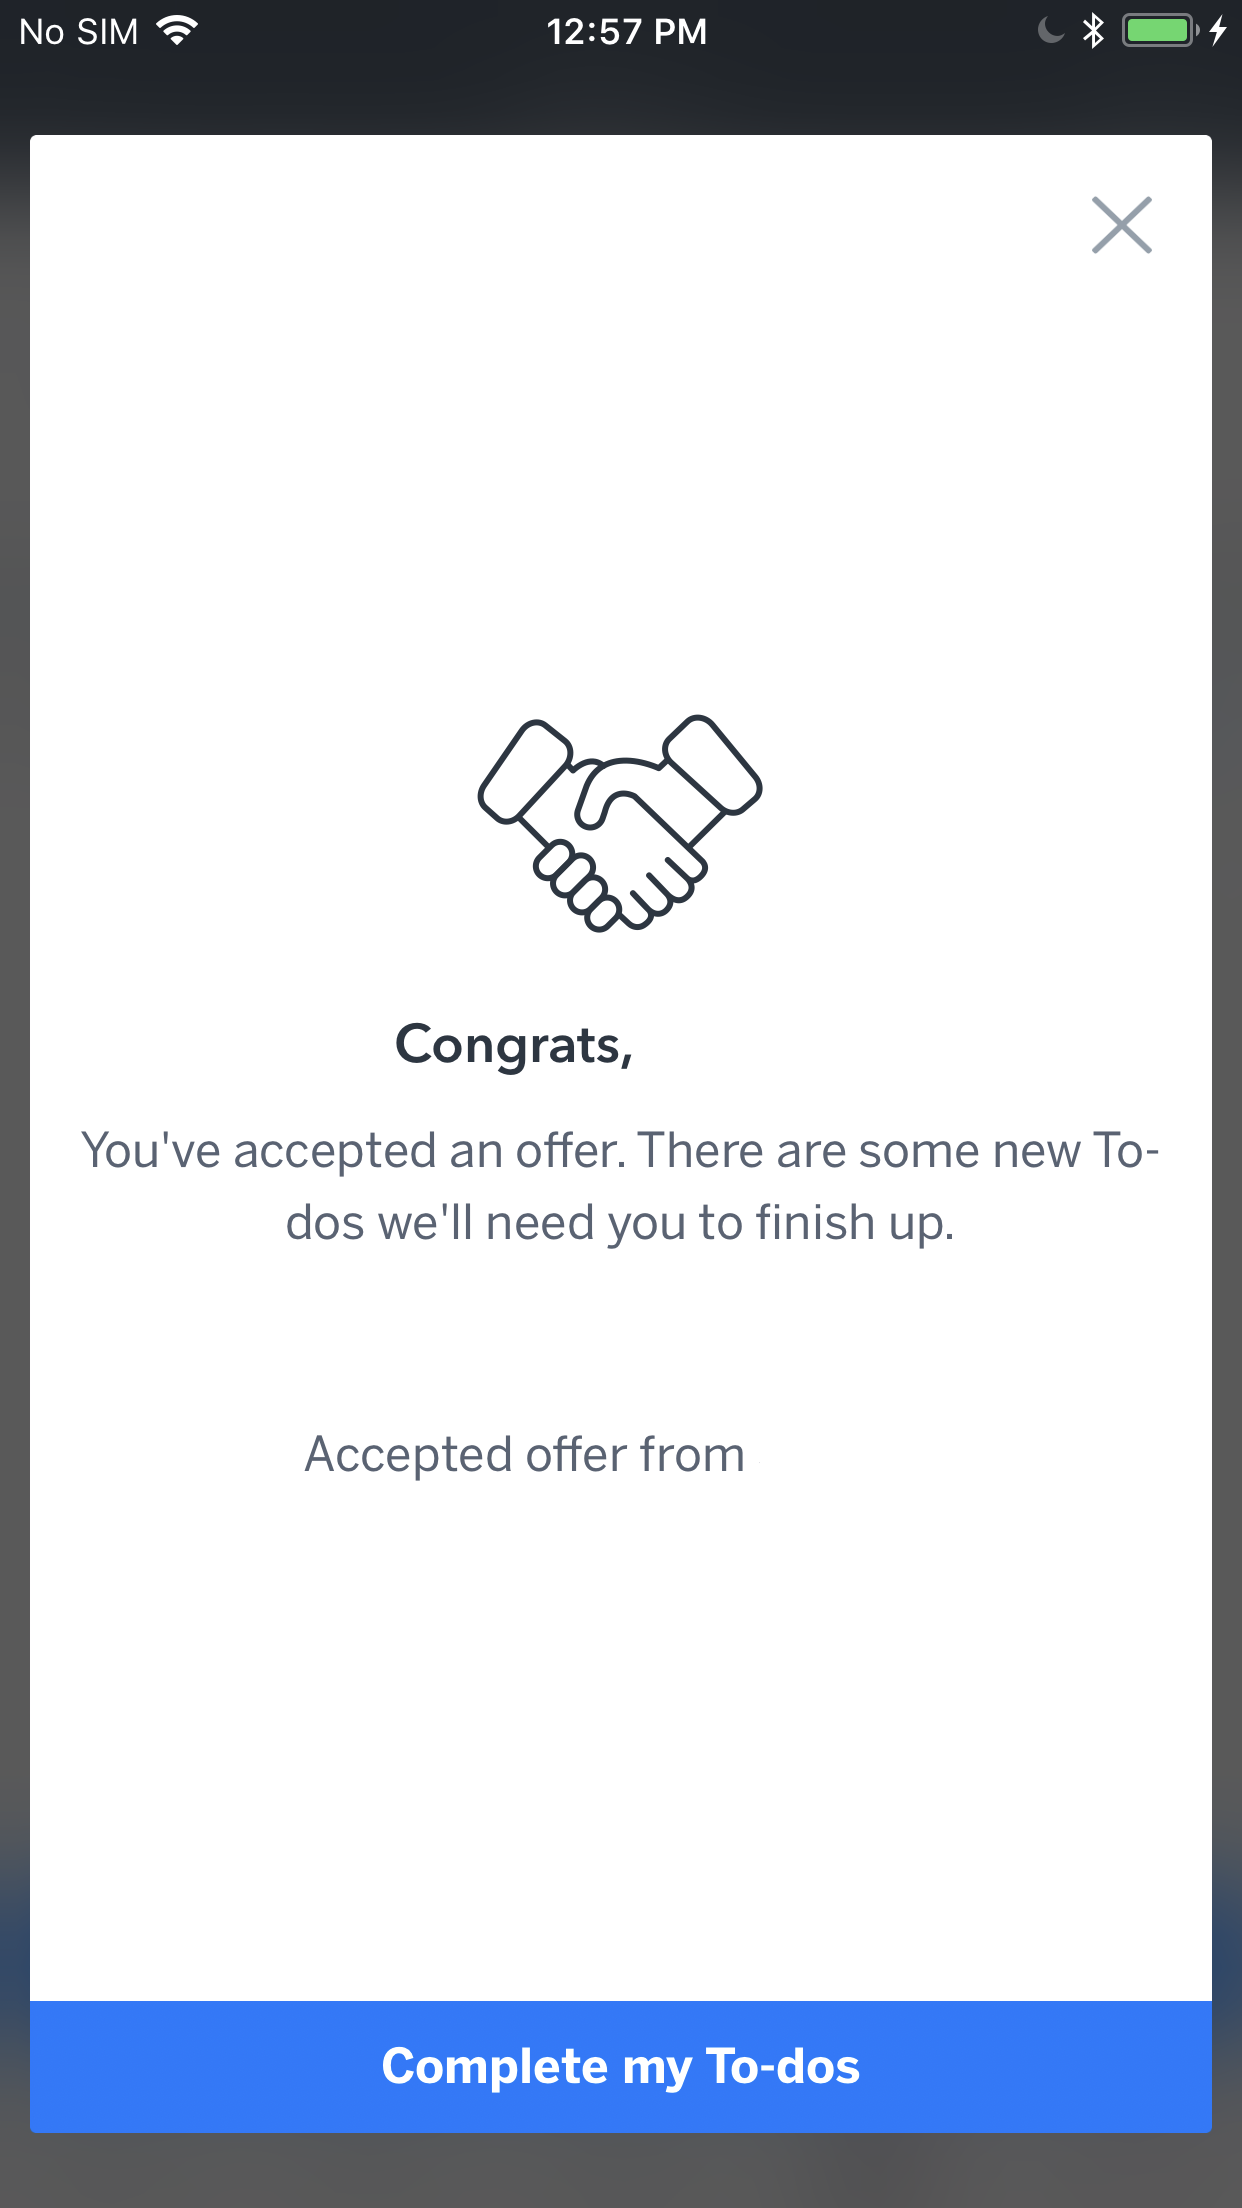 No SIM 12:57 PM
Congrats,
You've accepted an offer. There are some new To-
dos we'll need you to finish up.
Accepted offer from
Complete my To-dos